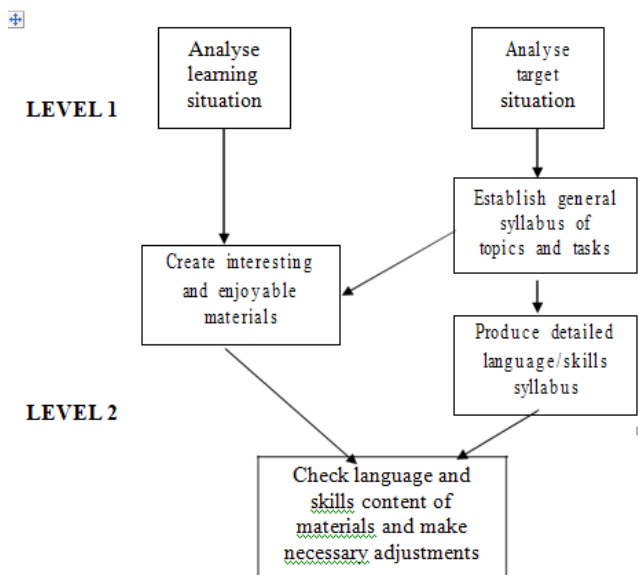 Analyse
learning
situation
Analyse
target
situation
LEVEL 1
Establish general
syllabus of
topics and tasks
Create interesting
and enjoyable
materials
Produce detailed
language/skills
syllabus
LEVEL 2
Check language and
skills content of
materials and make
necessary adjustments